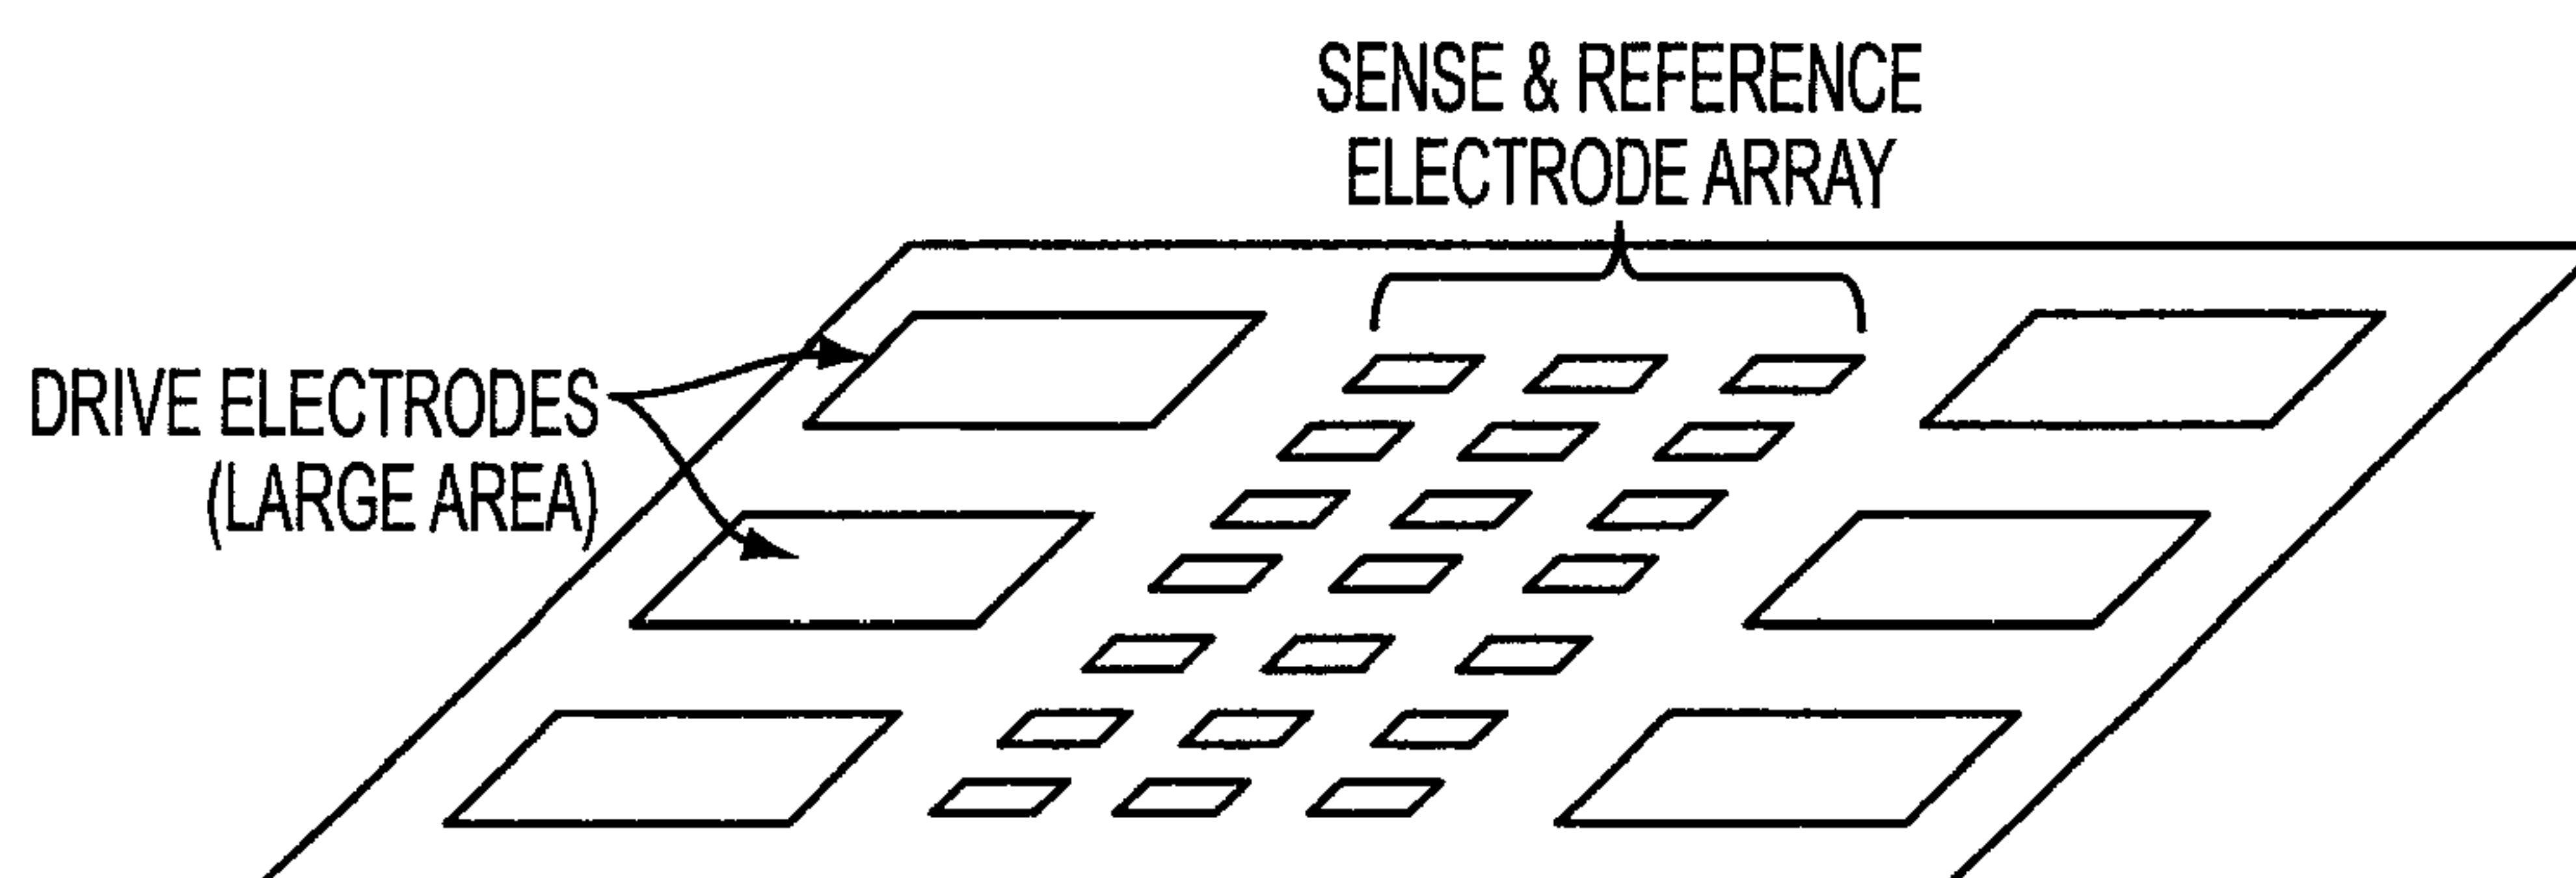 SENSE & REFERENCE
ELECTRODE ARRAY
DRIVE ELECTRODES
(LARGE AREA)